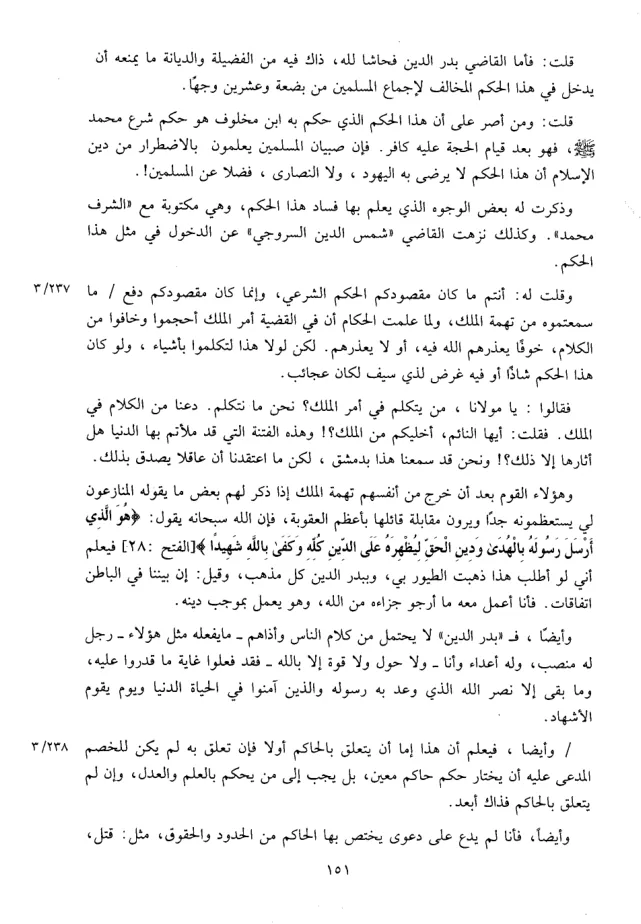 قلت: فأما القاضي بدر الدين فحاشا لله، ذاك فيه من الفضيلة والديانة ما يمنعه أن
يدخل في هذا الحكم المخالف لإجماع المسلمين من بضعة وعشرين وجهًا.
قلت: ومن أصر على أن هذا الحكم الذي حكم به ابن مخلوف هو حكم شرع محمد
ﷺ، فهو بعد قيام الحجة عليه كافر. فإن صبيان المسلمين يعلمون بالاضطرار من دين
الإسلام أن هذا الحكم لا يرضى به اليهود ، ولا النصارى ، فضلا عن المسلمين!.
وذكرت له بعض الوجوه الذي يعلم بها فساد هذا الحكم، وهي مكتوبة مع «الشرف
محمد». وكذلك نزهت القاضي «شمس الدين السروجي» عن الدخول في مثل هذا
الحكم.
٣/٢٣٧ وقلت له: أنتم ما كان مقصودكم الحكم الشرعي، وإنما كان مقصودكم دفع / ما
سمعتموه من تهمة الملك، ولما علمت الحكام أن في القضية أمر الملك أحجموا وخافوا من
الكلام، خوفًا يعذرهم الله فيه، أو لا يعذرهم. لكن لولا هذا لتكلموا بأشياء ، ولو كان
هذا الحكم شاذًا أو فيه غرض لذي سيف لكان عجائب.
فقالوا : يا مولانا ، من يتكلم في أمر الملك؟ نحن ما نتكلم. دعنا من الكلام في
الملك. فقلت: أيها النائم، أخليكم من الملك؟! وهذه الفتنة التي قد ملأتم بها الدنيا هل
أثارها إلا ذلك؟! ونحن قد سمعنا هذا بدمشق ، لكن ما اعتقدنا أن عاقلا يصدق بذلك.
وهؤلاء القوم بعد أن خرج من أنفسهم تهمة الملك إذا ذكر لهم بعض ما يقوله المنازعون
لي يستعظمونه جدًا ويرون مقابلة قائلها بأعظم العقوبة، فإن الله سبحانه يقول: ﴿هُوَ الَّذِي
أَرْسَلَ رَسُولَهُ بِالْهُدَىٰ وَدِينِ الْحَقِّ لِيُظْهِرَهُ عَلَى الدِّينِ كُلِّهِ وَكَفَىٰ بِاللَّهِ شَهِيدًا﴾[الفتح :٢٨] فيعلم
أني لو أطلب هذا ذهبت الطيور بي، وببدر الدين كل مذهب، وقيل: إن بيننا في الباطن
اتفاقات. فأنا أعمل معه ما أرجو جزاءه من الله، وهو يعمل بموجب دينه.
وأيضًا ، فـ «بدر الدين» لا يحتمل من كلام الناس وأذاهم ـ مايفعله مثل هؤلاء ـ رجل
له منصب، وله أعداء وأنا ـ ولا حول ولا قوة إلا بالله ـ فقد فعلوا غاية ما قدروا عليه،
وما بقى إلا نصر الله الذي وعد به رسوله والذين آمنوا في الحياة الدنيا ويوم يقوم
الأشهاد.
٣/٢٣٨ / وأيضا ، فيعلم أن هذا إما أن يتعلق بالحاكم أولا فإن تعلق به لم يكن للخصم
المدعى عليه أن يختار حكم حاكم معين، بل يجب إلى من يحكم بالعلم والعدل، وإن لم
يتعلق بالحاكم فذاك أبعد.
وأيضاً، فأنا لم يدع على دعوى يختص بها الحاكم من الحدود والحقوق، مثل: قتل،
١٥١